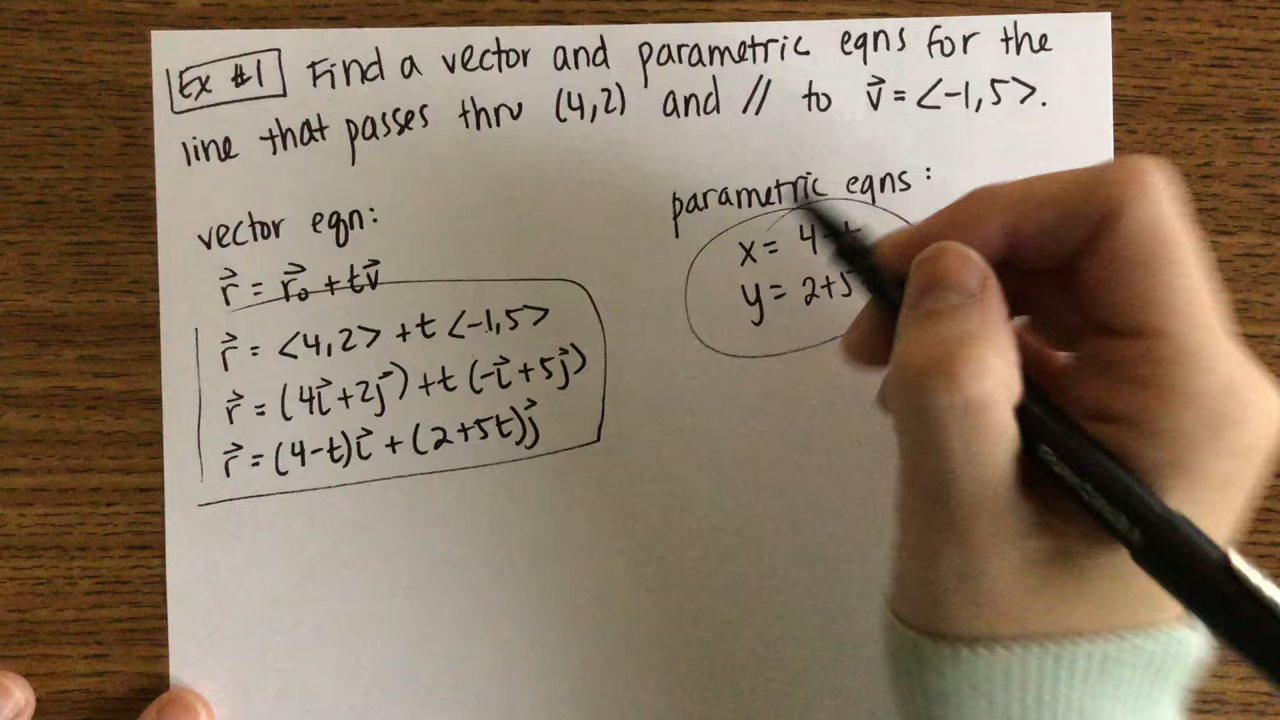 Ex #1 Find a vector and parametric eqns for the
line that passes thru (4,2) and // to v⃗ = <-1,5>.
vector eqn:
r⃗ = r⃗₀ + tv⃗
r⃗ = <4,2> + t <-1,5>
r⃗ = (4i⃗+2j⃗) + t (-i⃗+5j⃗)
r⃗ = (4-t)i⃗ + (2+5t)j⃗
parametric eqns:
x = 4-t
y = 2+5